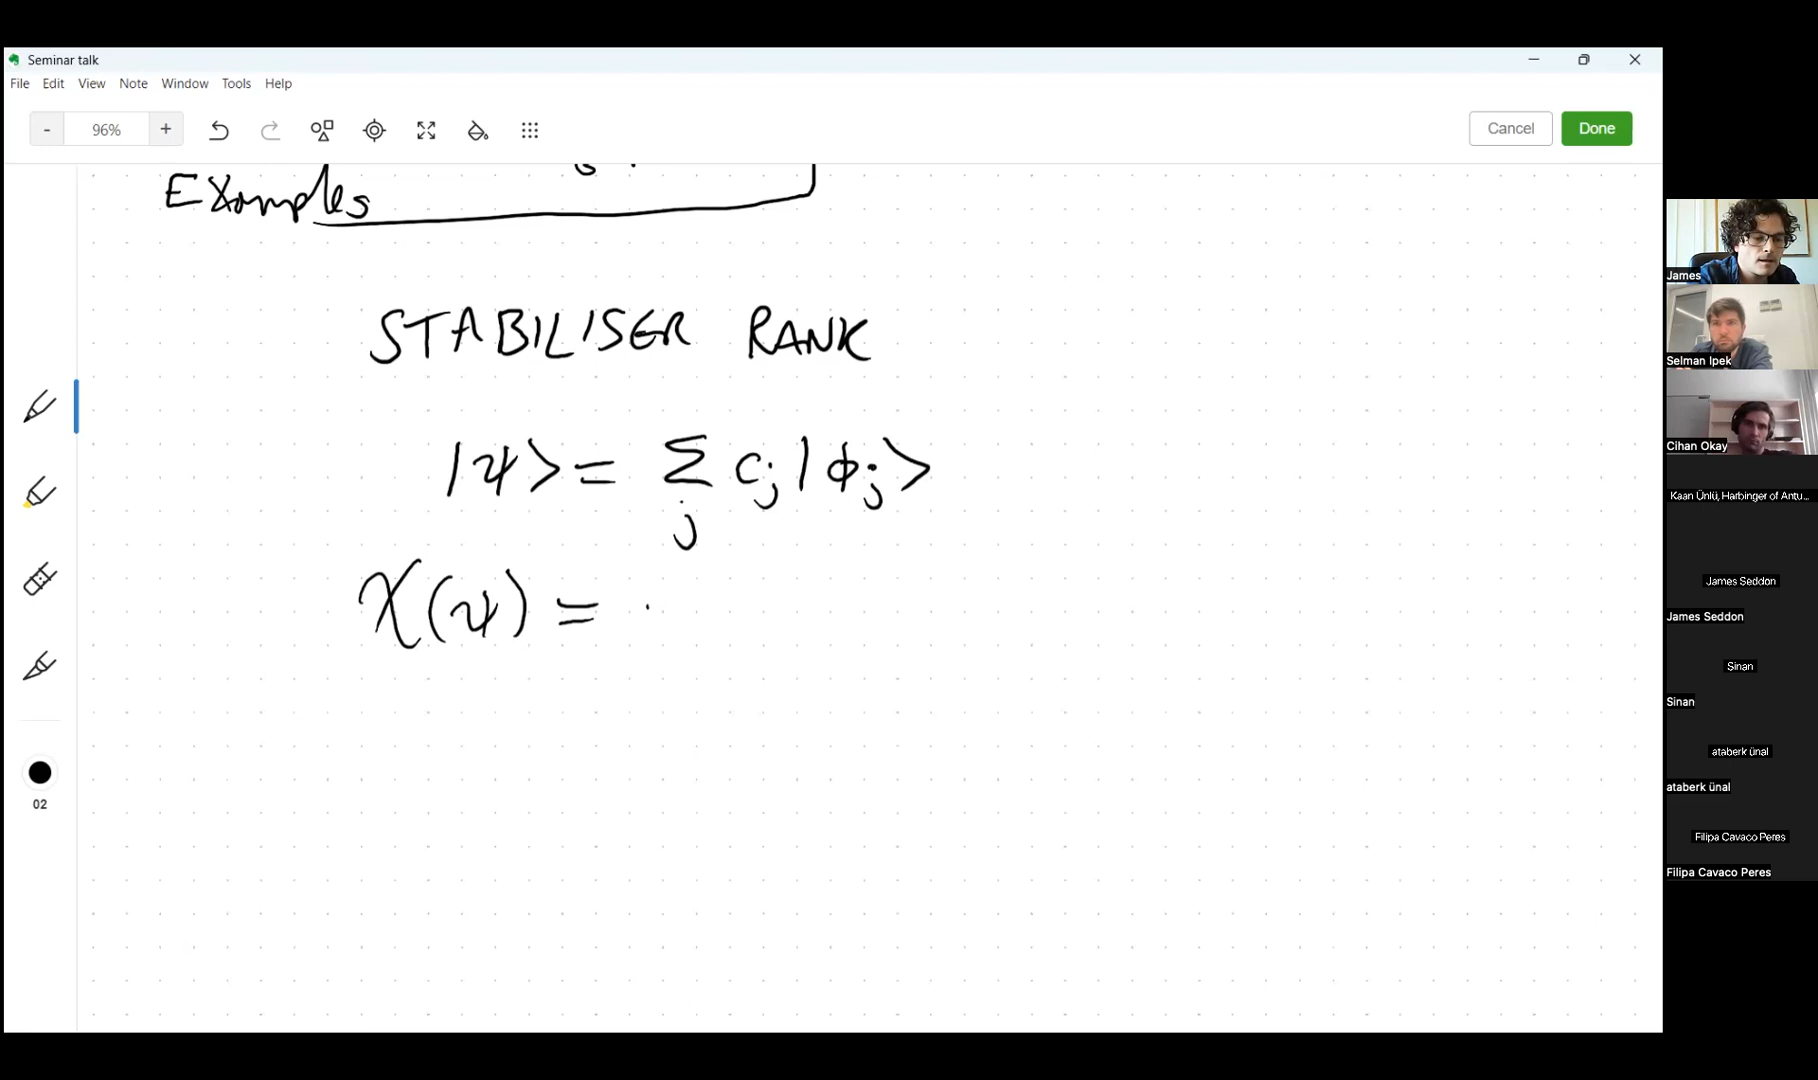 Seminar talk
File Edit View Note Window Tools Help
- 96% + Cancel Done
Examples
STABILISER RANK
|ψ> = Σ_j c_j |ϕ_j>
χ(ψ) =
02
James
Selman Ipek
Cihan Okay
Kaan Ünlü, Harbinger of Antu...
James Seddon
James Seddon
Sinan
Sinan
ataberk ünal
ataberk ünal
Filipa Cavaco Peres
Filipa Cavaco Peres